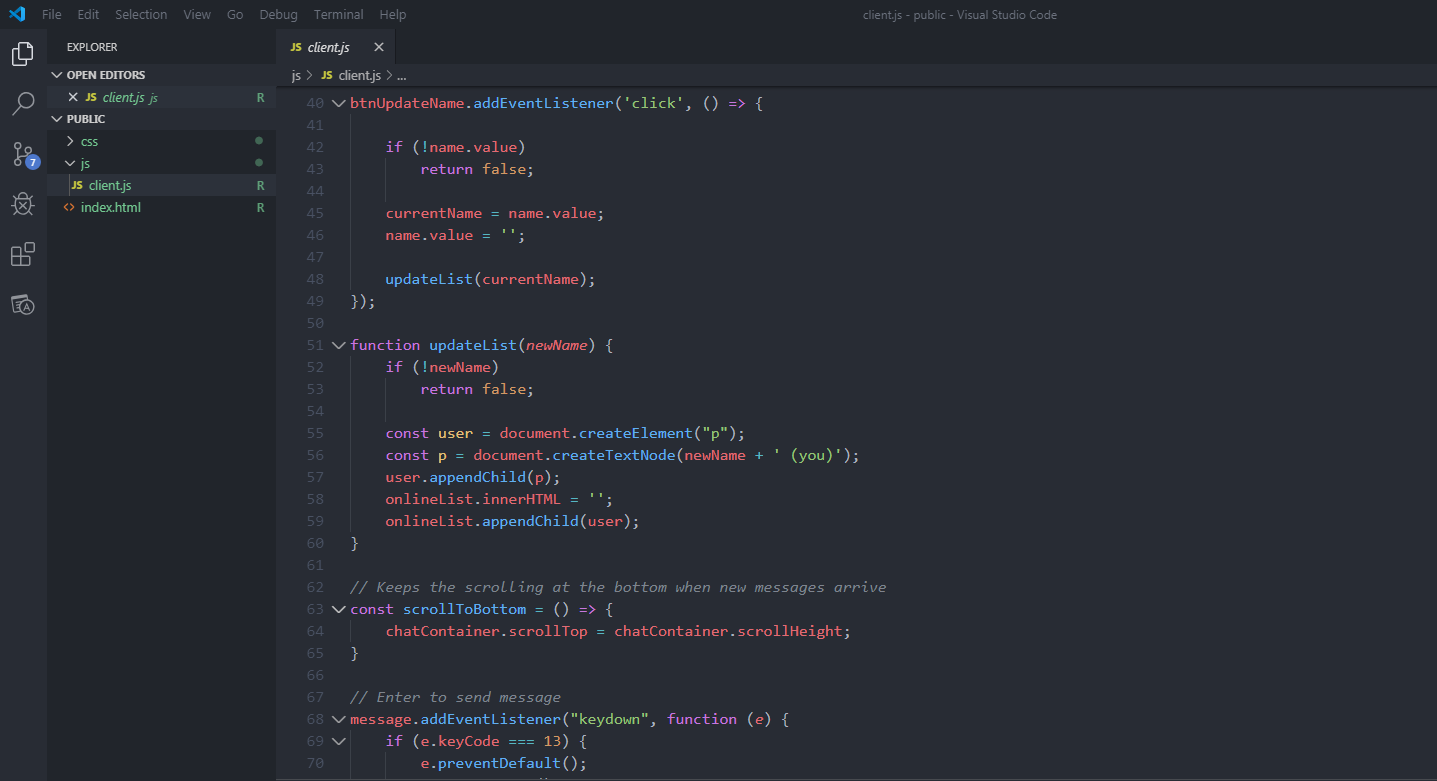 File Edit Selection View Go Debug Terminal Help client.js - public - Visual Studio Code
EXPLORER
OPEN EDITORS
JS client.js js R
PUBLIC
css
js
JS client.js R
index.html R
7
JS client.js
js > JS client.js > ...
40 btnUpdateName.addEventListener('click', () => {
41
42     if (!name.value)
43         return false;
44
45     currentName = name.value;
46     name.value = '';
47
48     updateList(currentName);
49 });
50
51 function updateList(newName) {
52     if (!newName)
53         return false;
54
55     const user = document.createElement("p");
56     const p = document.createTextNode(newName + ' (you)');
57     user.appendChild(p);
58     onlineList.innerHTML = '';
59     onlineList.appendChild(user);
60 }
61
62 // Keeps the scrolling at the bottom when new messages arrive
63 const scrollToBottom = () => {
64     chatContainer.scrollTop = chatContainer.scrollHeight;
65 }
66
67 // Enter to send message
68 message.addEventListener("keydown", function (e) {
69     if (e.keyCode === 13) {
70         e.preventDefault();